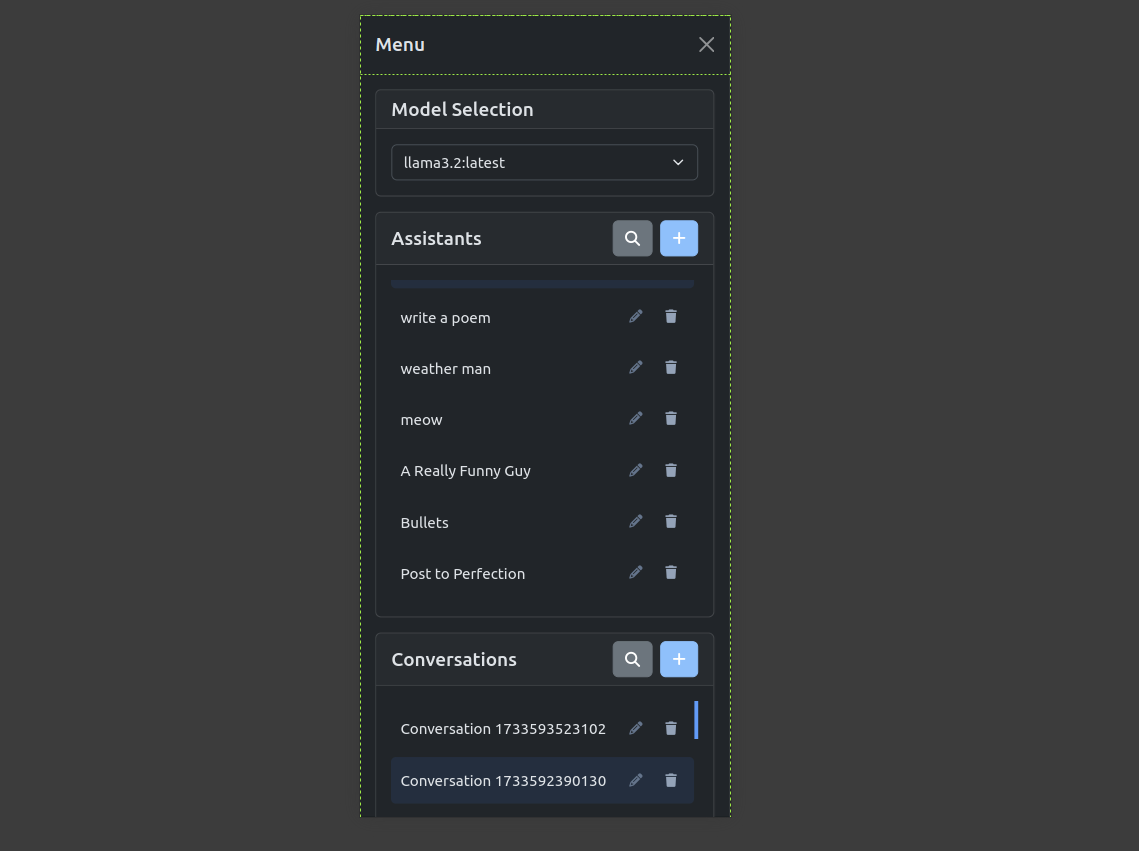 Menu
Model Selection
llama3.2:latest
Assistants
write a poem
weather man
meow
A Really Funny Guy
Bullets
Post to Perfection
Conversations
Conversation 1733593523102
Conversation 1733592390130